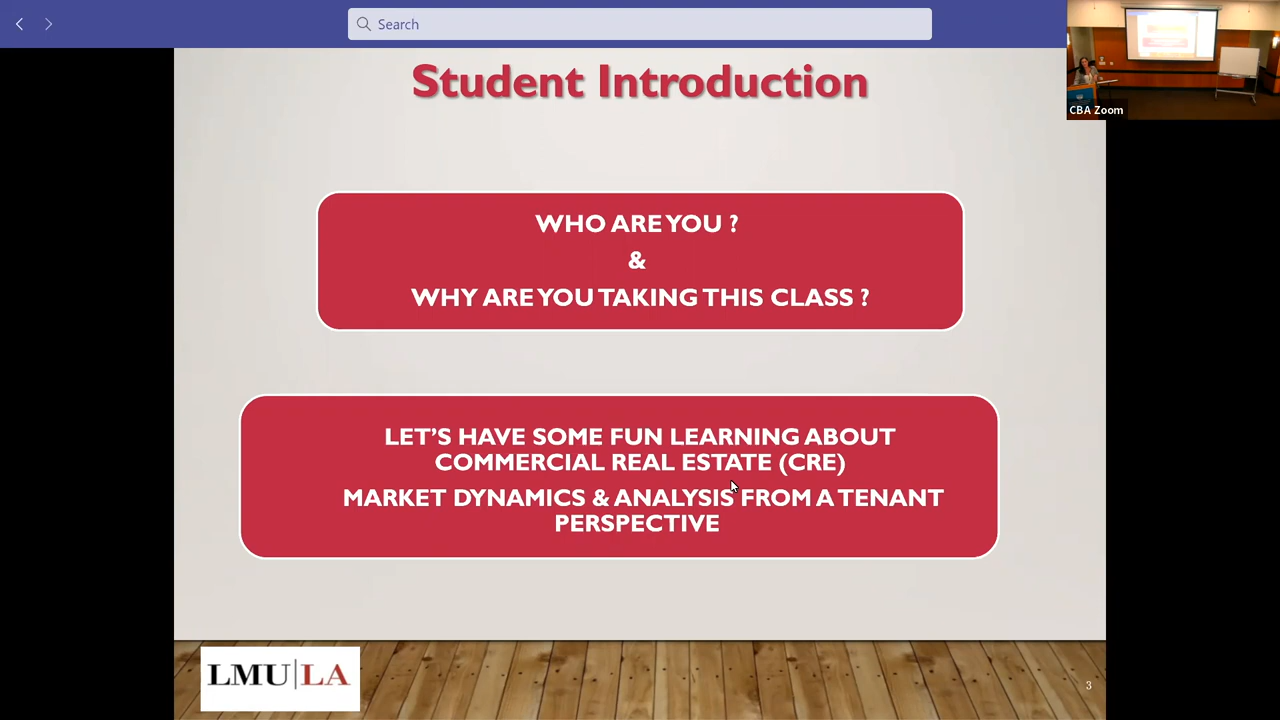 Search
CBA Zoom
Student Introduction
WHO ARE YOU ?
&
WHY ARE YOU TAKING THIS CLASS ?
LET’S HAVE SOME FUN LEARNING ABOUT
COMMERCIAL REAL ESTATE (CRE)
MARKET DYNAMICS & ANALYSIS FROM A TENANT
PERSPECTIVE
LMU|LA
3